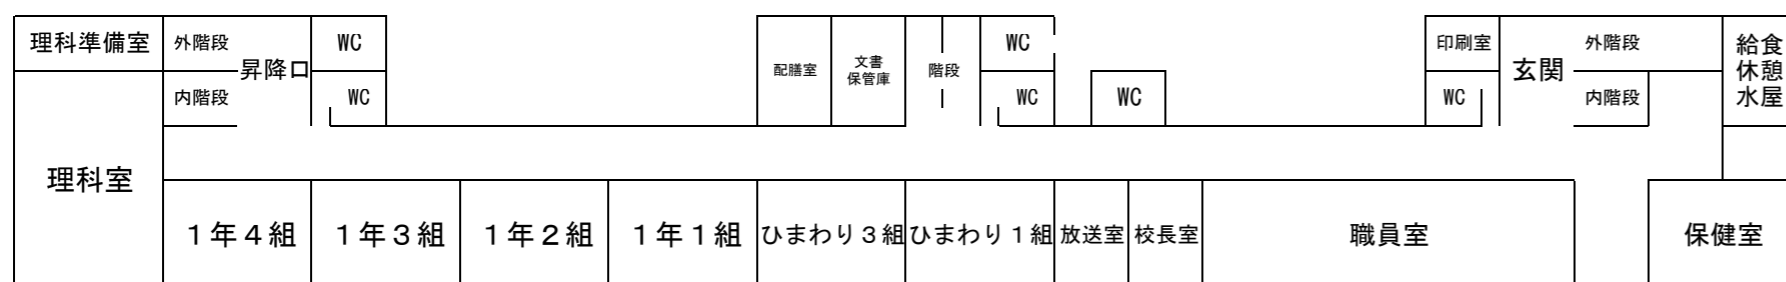 理科準備室
外階段
昇降口
内階段
WC
WC
配膳室
文書
保管庫
階段
WC
WC
WC
印刷室
WC
玄関
外階段
内階段
給食
休憩
水屋
理科室
１年４組
１年３組
１年２組
１年１組
ひまわり３組
ひまわり１組
放送室
校長室
職員室
保健室